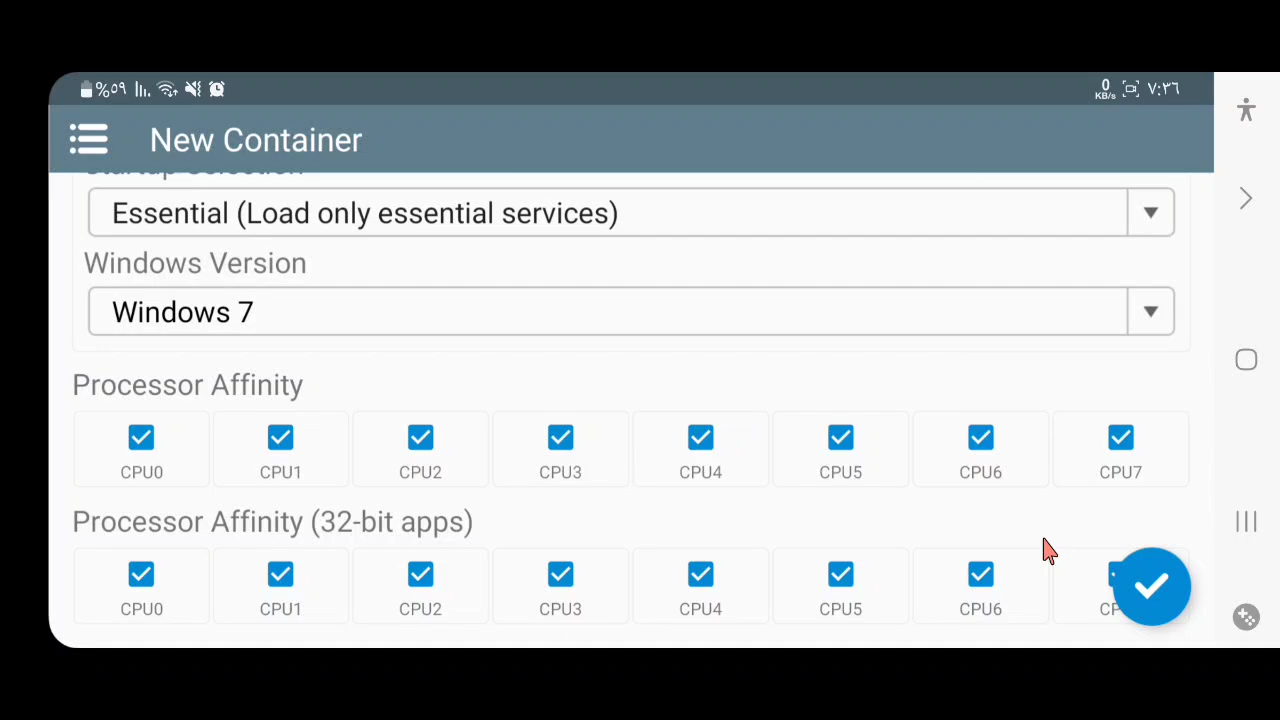 %٥٩
0
KB/s
٧:٣٦
New Container
Startup Selection
Essential (Load only essential services)
Windows Version
Windows 7
Processor Affinity
CPU0 CPU1 CPU2 CPU3 CPU4 CPU5 CPU6 CPU7
Processor Affinity (32-bit apps)
CPU0 CPU1 CPU2 CPU3 CPU4 CPU5 CPU6